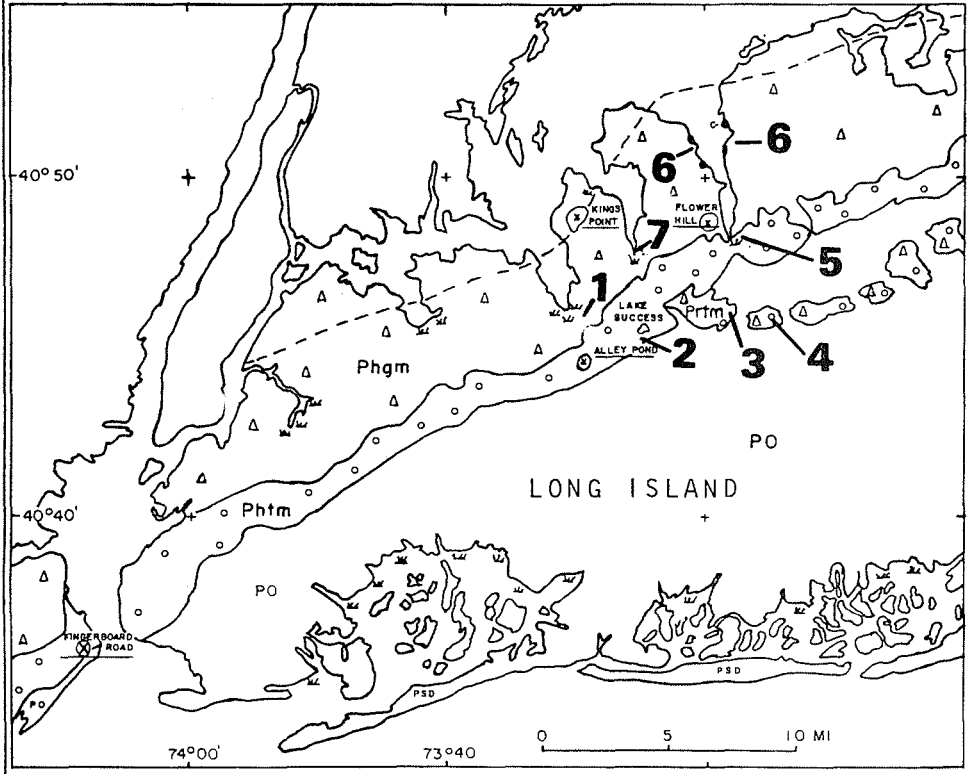 40°50'
6
6
KINGS
POINT
FLOWER
HILL
7
5
1
LAKE
SUCCESS
Prtm
ALLEY POND
2
3
4
Phgm
PO
LONG ISLAND
40°40'
Phtm
PO
FINGERBOARD
ROAD
PO
PSD
PSD
74°00'
73°40
0 5 10 MI